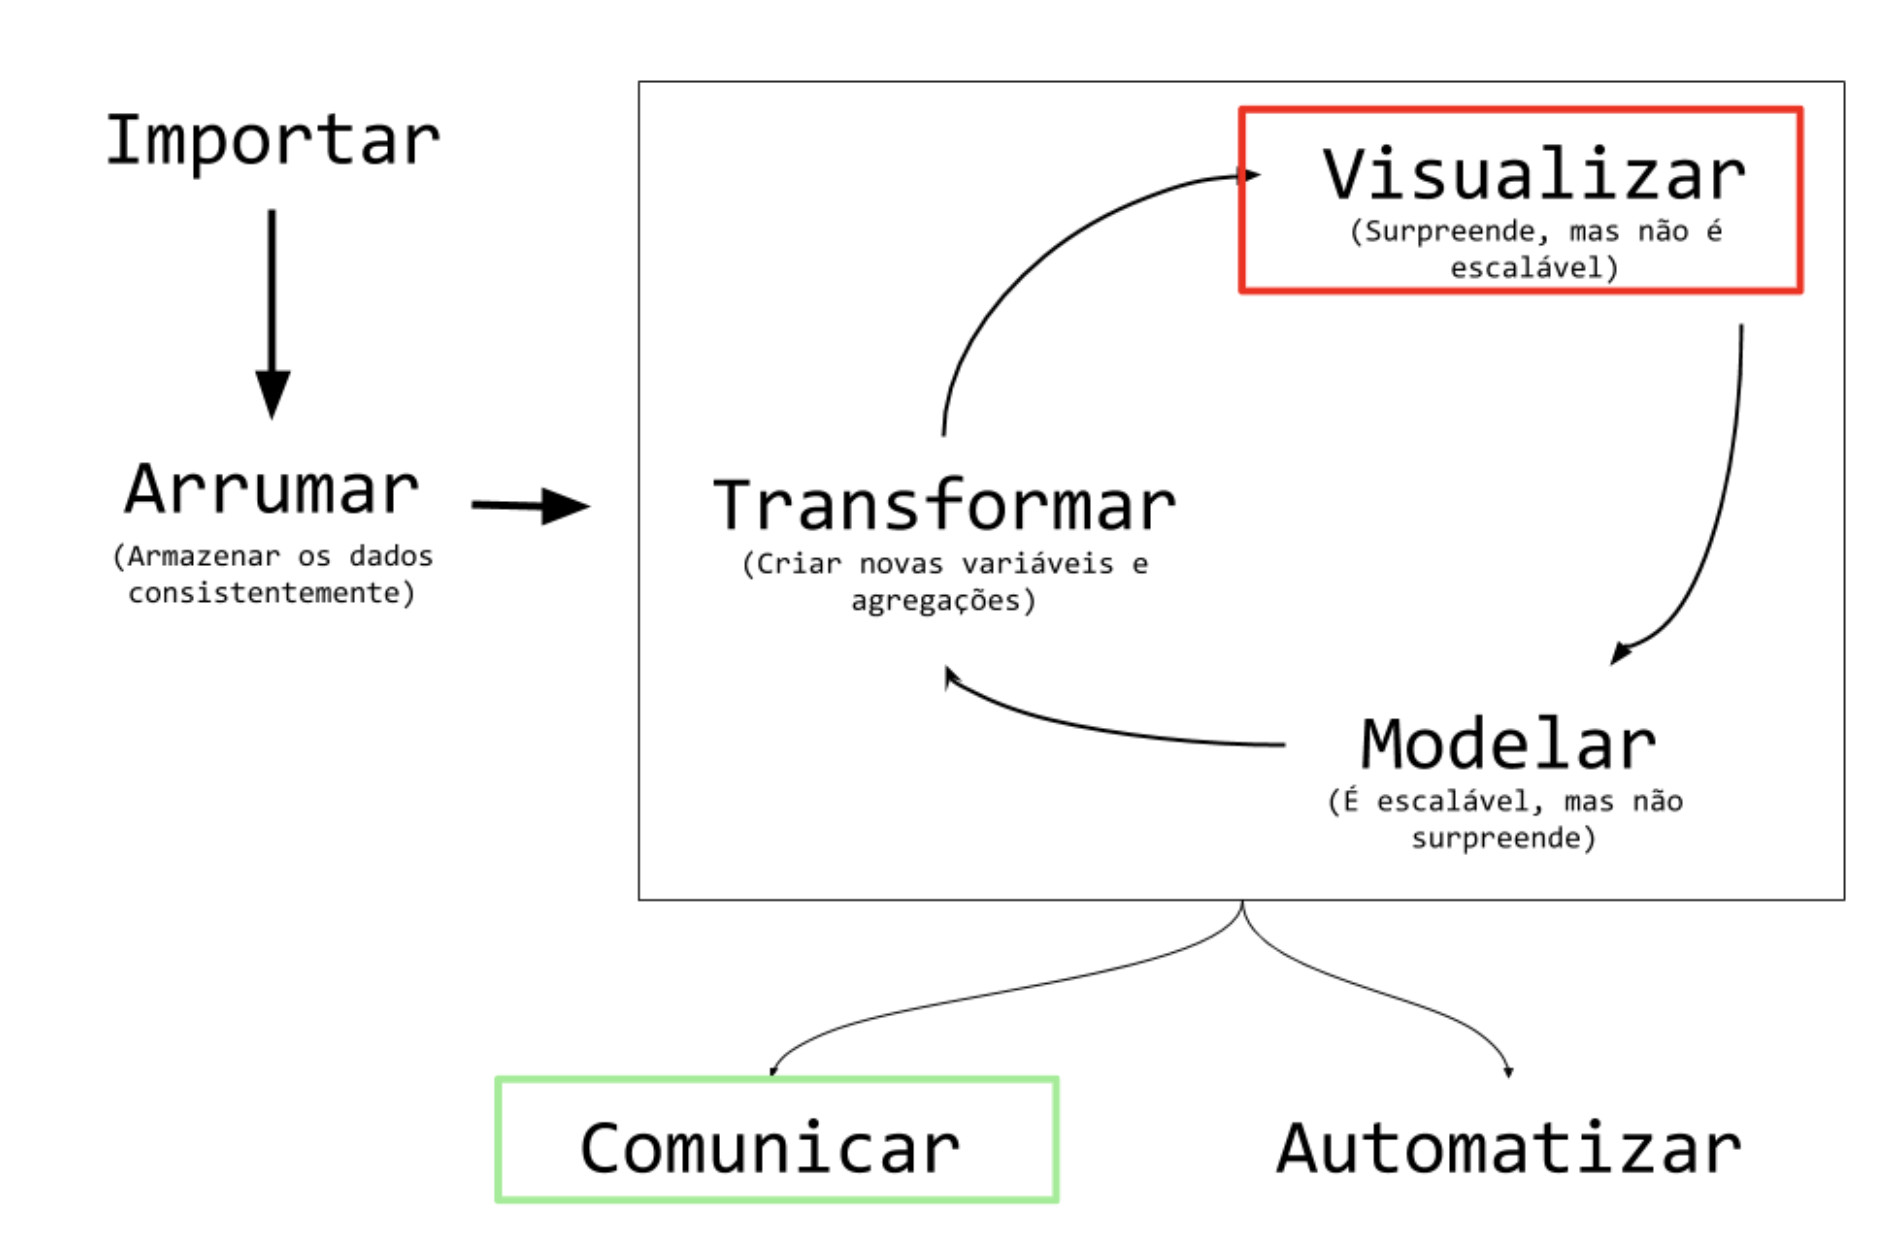 Importar
Arrumar
(Armazenar os dados
consistentemente)
Transformar
(Criar novas variáveis e
agregações)
Visualizar
(Surpreende, mas não é
escalável)
Modelar
(É escalável, mas não
surpreende)
Comunicar
Automatizar